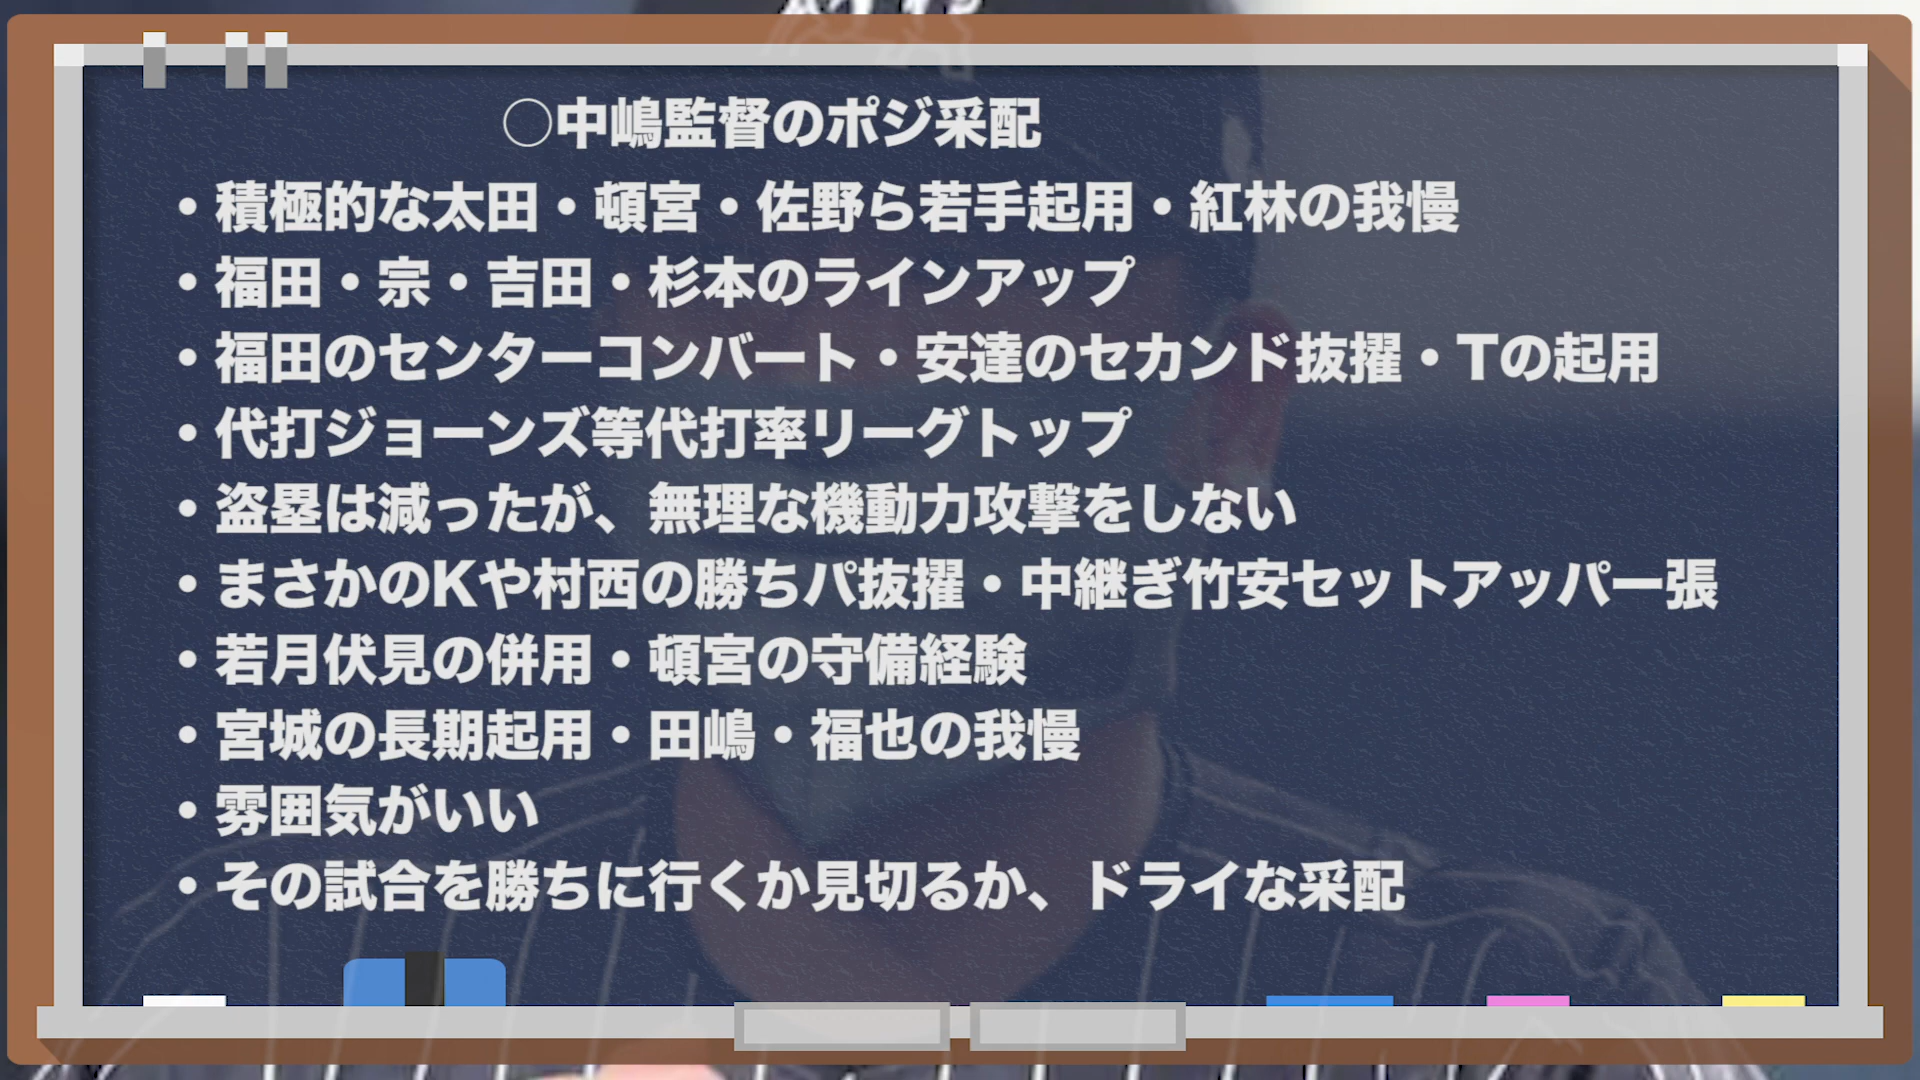 ○中嶋監督のポジ采配
・積極的な太田・頓宮・佐野ら若手起用・紅林の我慢
・福田・宗・吉田・杉本のラインアップ
・福田のセンターコンバート・安達のセカンド抜擢・Tの起用
・代打ジョーンズ等代打率リーグトップ
・盗塁は減ったが、無理な機動力攻撃をしない
・まさかのKや村西の勝ちパ抜擢・中継ぎ竹安セットアッパー張
・若月伏見の併用・頓宮の守備経験
・宮城の長期起用・田嶋・福也の我慢
・雰囲気がいい
・その試合を勝ちに行くか見切るか、ドライな采配